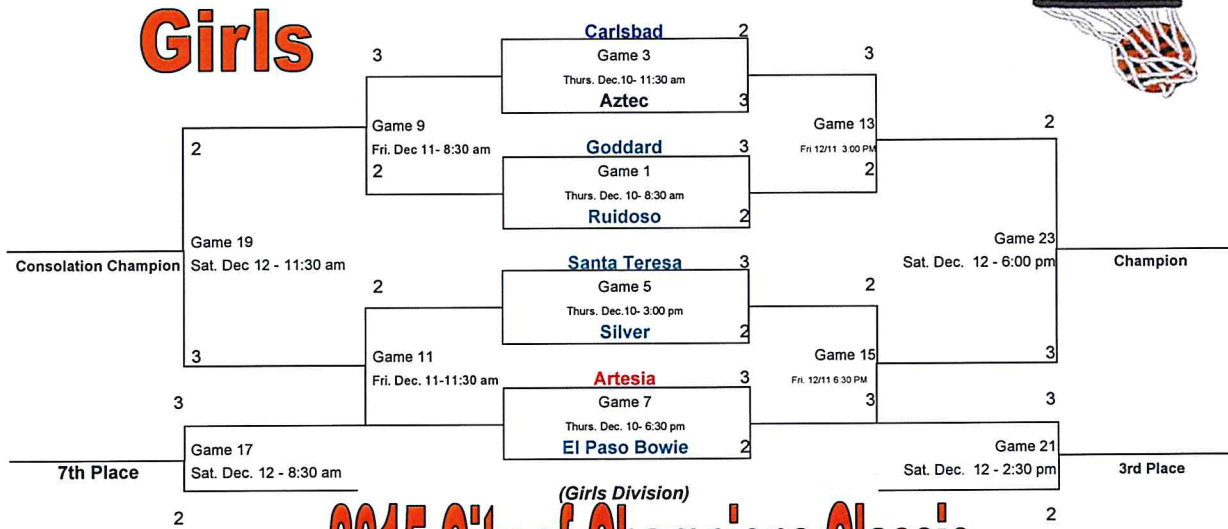 Girls
Carlsbad 2
3 Game 3 3
Thurs. Dec.10- 11:30 am
Aztec 3
Game 9 Game 13 2
2 Fri. Dec 11- 8:30 am Goddard 3 Fri 12/11 3:00 PM
2 Game 1 2
Thurs. Dec. 10- 8:30 am
Ruidoso 2
Game 19 Game 23
Consolation Champion Sat. Dec 12 - 11:30 am Santa Teresa 3 Sat. Dec. 12 - 6:00 pm Champion
2 Game 5 2
Thurs. Dec.10- 3:00 pm
Silver 2
3 Game 11 Game 15 3
Fri. Dec. 11-11:30 am Artesia 3 Fri. 12/11 6:30 PM
3 Game 7 3 3
Thurs. Dec. 10- 6:30 pm
Game 17 El Paso Bowie 2 Game 21
7th Place Sat. Dec. 12 - 8:30 am Sat. Dec. 12 - 2:30 pm 3rd Place
(Girls Division)
2 2015 City of Champions Classic 2